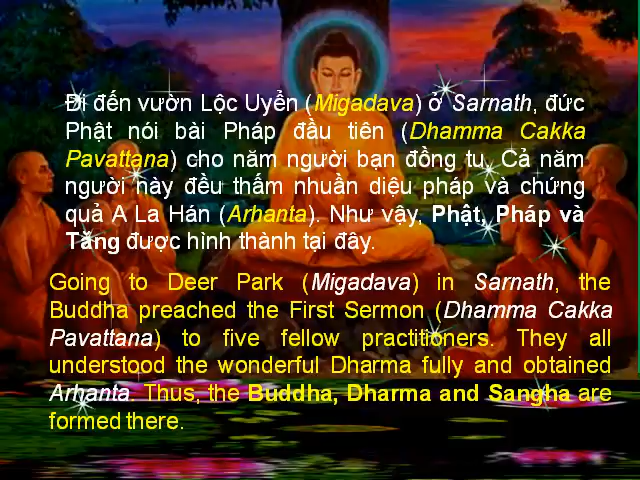 Đi đến vườn Lộc Uyển (Migadava) ở Sarnath, đức
Phật nói bài Pháp đầu tiên (Dhamma Cakka
Pavattana) cho năm người bạn đồng tu. Cả năm
người này đều thấm nhuần diệu pháp và chứng
quả A La Hán (Arhanta). Như vậy, Phật, Pháp và
Tăng được hình thành tại đây.
Going to Deer Park (Migadava) in Sarnath, the
Buddha preached the First Sermon (Dhamma Cakka
Pavattana) to five fellow practitioners. They all
understood the wonderful Dharma fully and obtained
Arhanta. Thus, the Buddha, Dharma and Sangha are
formed there.